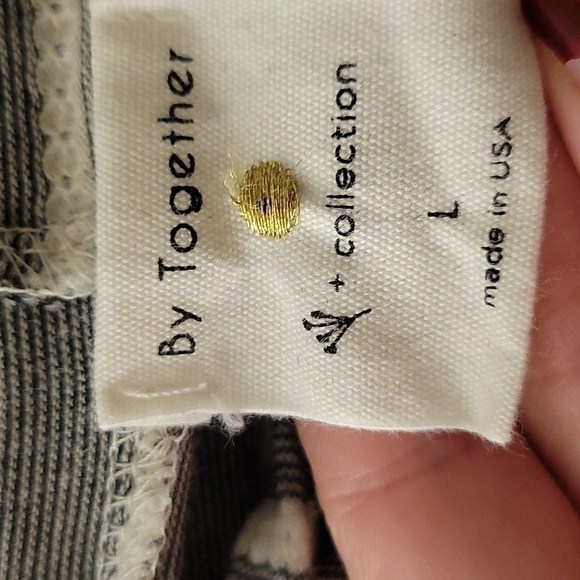 By Together
+ collection
L
made in USA